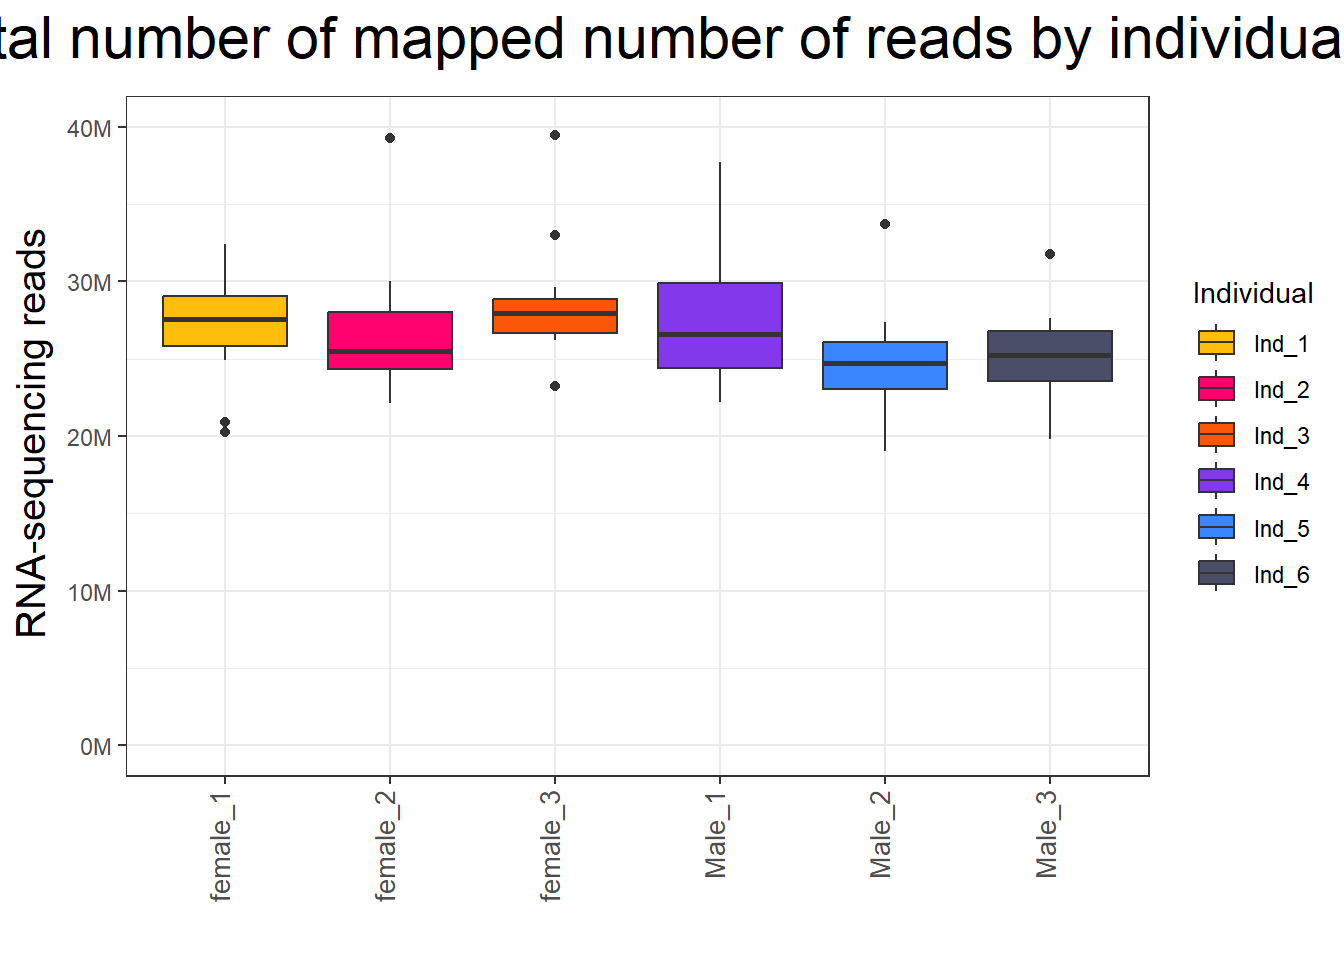 tal number of mapped number of reads by individua
RNA-sequencing reads
40M
30M
20M
10M
0M
female_1
female_2
female_3
Male_1
Male_2
Male_3
Individual
Ind_1
Ind_2
Ind_3
Ind_4
Ind_5
Ind_6